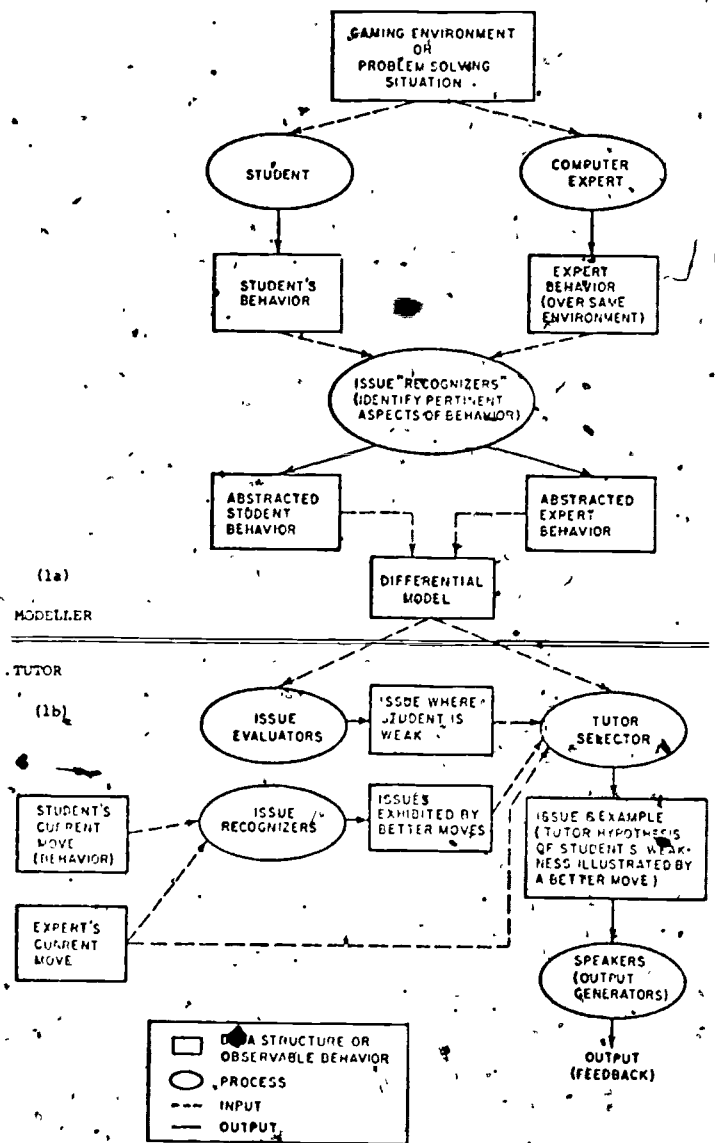 GAMING ENVIRONMENT
OR
PROBLEM SOLVING
SITUATION
STUDENT
COMPUTER
EXPERT
STUDENT'S
BEHAVIOR
EXPERT
BEHAVIOR
(OVER SAME
ENVIRONMENT)
ISSUE "RECOGNIZERS"
(IDENTIFY PERTINENT
ASPECTS OF BEHAVIOR)
ABSTRACTED
STUDENT
BEHAVIOR
ABSTRACTED
EXPERT
BEHAVIOR
(1a)
DIFFERENTIAL
MODEL
MODELLER
TUTOR
(1b)
ISSUE
EVALUATORS
ISSUE WHERE
STUDENT IS
WEAK
TUTOR
SELECTOR
STUDENT'S
CURRENT
MOVE
(BEHAVIOR)
ISSUE
RECOGNIZERS
ISSUES
EXHIBITED BY
BETTER MOVES
ISSUE & EXAMPLE
(TUTOR HYPOTHESIS
OF STUDENT'S WEAK-
NESS ILLUSTRATED BY
A BETTER MOVE)
EXPERT'S
CURRENT
MOVE
SPEAKERS
(OUTPUT
GENERATORS)
OUTPUT
(FEEDBACK)
DATA STRUCTURE OR
OBSERVABLE BEHAVIOR
PROCESS
INPUT
OUTPUT